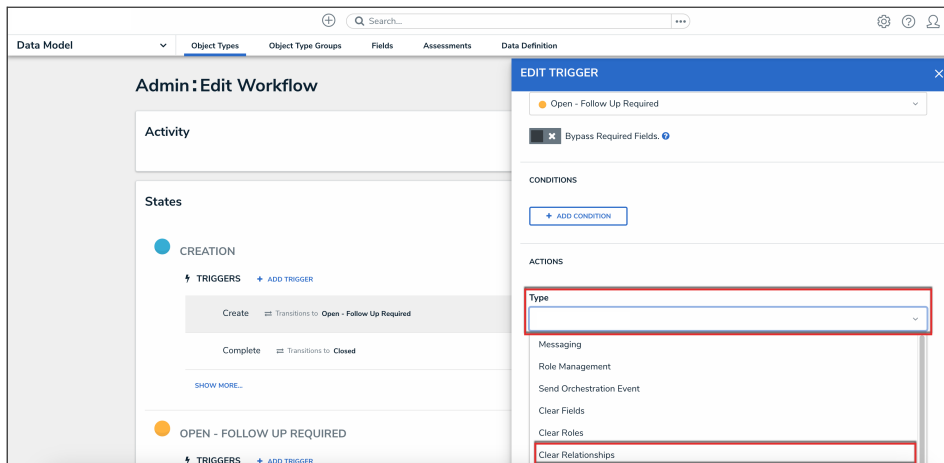 Search...
Data Model
Object Types
Object Type Groups
Fields
Assessments
Data Definition
Admin:Edit Workflow
Activity
States
CREATION
TRIGGERS + ADD TRIGGER
Create Transitions to Open - Follow Up Required
Complete Transitions to Closed
SHOW MORE...
OPEN - FOLLOW UP REQUIRED
TRIGGERS + ADD TRIGGER
EDIT TRIGGER
Open - Follow Up Required
Bypass Required Fields.
CONDITIONS
+ ADD CONDITION
ACTIONS
Type
Messaging
Role Management
Send Orchestration Event
Clear Fields
Clear Roles
Clear Relationships